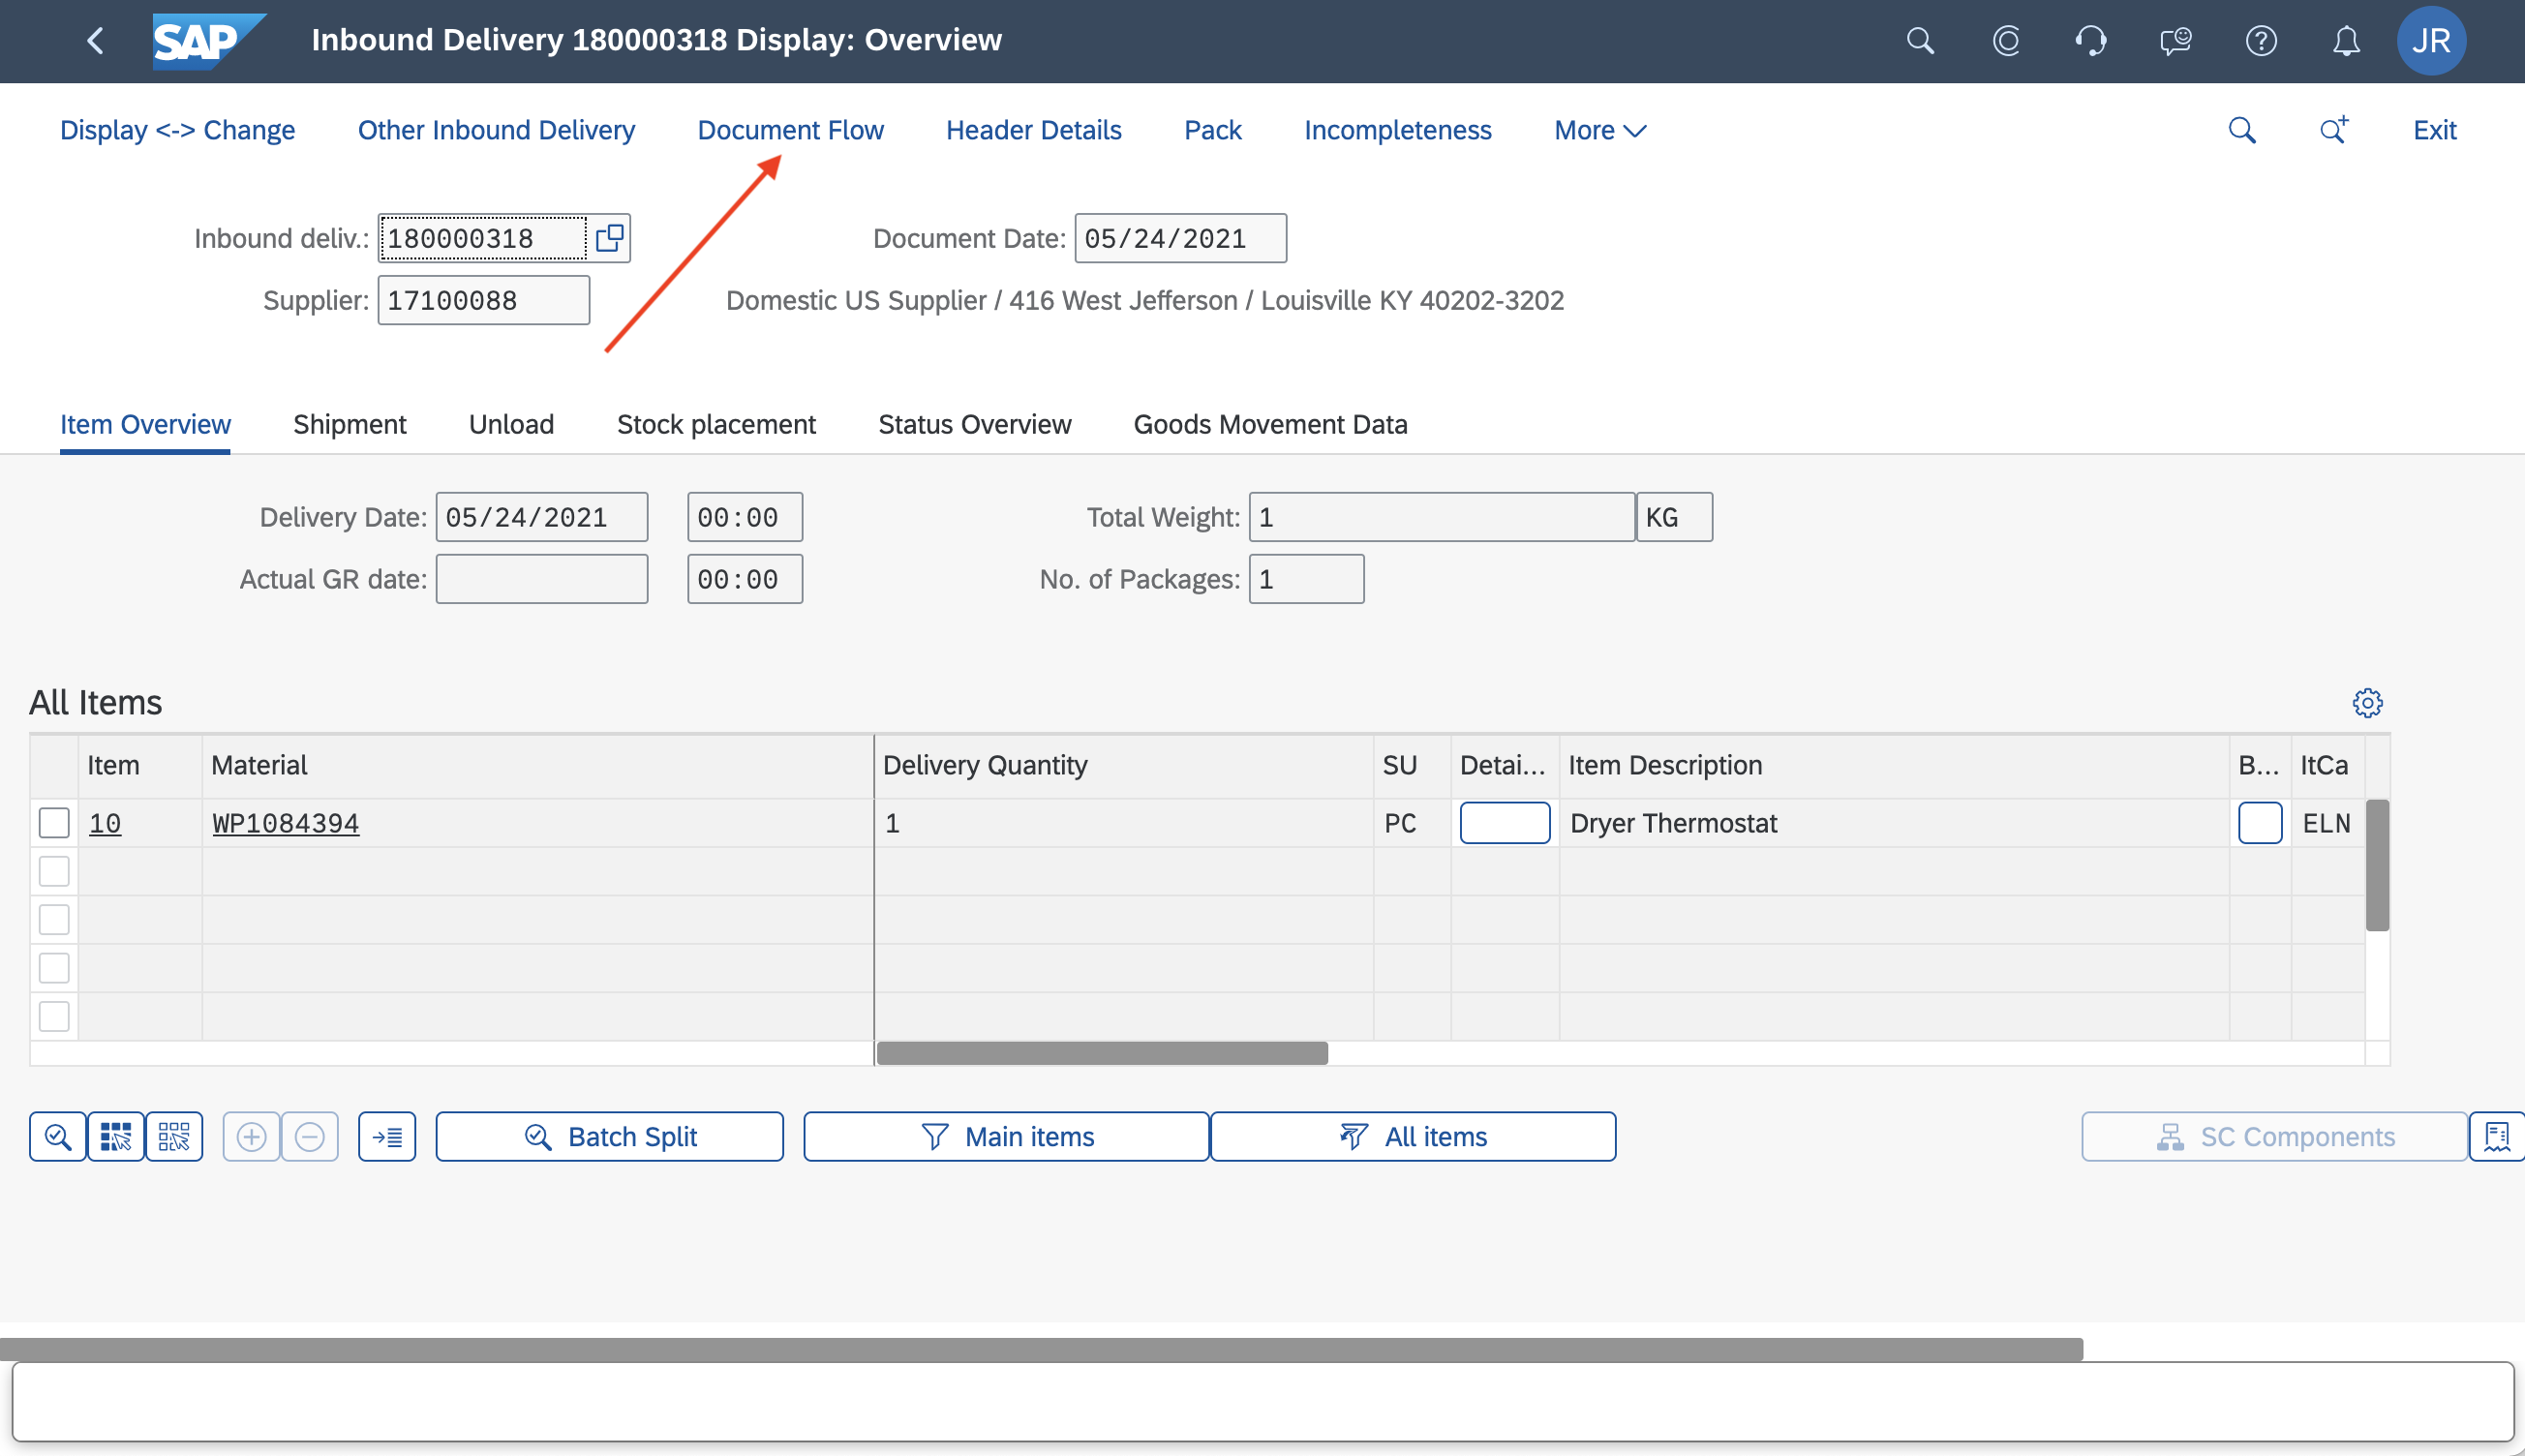 SAP Inbound Delivery 180000318 Display: Overview JR
Display <-> Change Other Inbound Delivery Document Flow Header Details Pack Incompleteness More Exit
Inbound deliv.: 180000318 Document Date: 05/24/2021
Supplier: 17100088 Domestic US Supplier / 416 West Jefferson / Louisville KY 40202-3202
Item Overview Shipment Unload Stock placement Status Overview Goods Movement Data
Delivery Date: 05/24/2021 00:00 Total Weight: 1 KG
Actual GR date: 00:00 No. of Packages: 1
All Items
Item Material Delivery Quantity SU Detai... Item Description B... ItCa
10 WP1084394 1 PC Dryer Thermostat ELN
Batch Split Main items All items SC Components